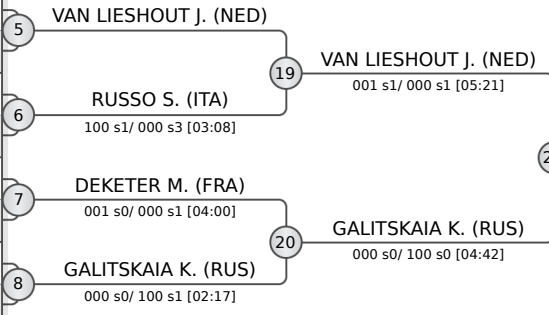 VAN LIESHOUT J. (NED)
5
19
VAN LIESHOUT J. (NED)
001 s1/ 000 s1 [05:21]
RUSSO S. (ITA)
6
100 s1/ 000 s3 [03:08]
2
DEKETER M. (FRA)
7
001 s0/ 000 s1 [04:00]
20
GALITSKAIA K. (RUS)
000 s0/ 100 s0 [04:42]
GALITSKAIA K. (RUS)
8
000 s0/ 100 s1 [02:17]